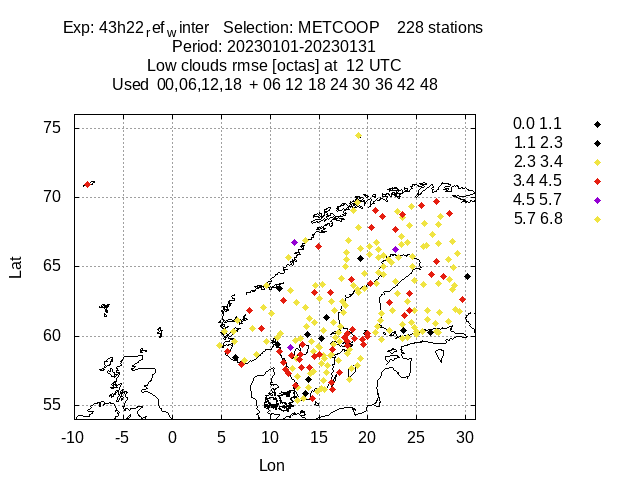 Exp: 43h22ref winter   Selection: METCOOP    228 stations
Period: 20230101-20230131
Low clouds rmse [octas] at  12 UTC
Used  00,06,12,18  + 06 12 18 24 30 36 42 48
0.0 1.1
1.1 2.3
2.3 3.4
3.4 4.5
4.5 5.7
5.7 6.8
75
70
65
60
55
Lat
-10 -5 0 5 10 15 20 25 30
Lon